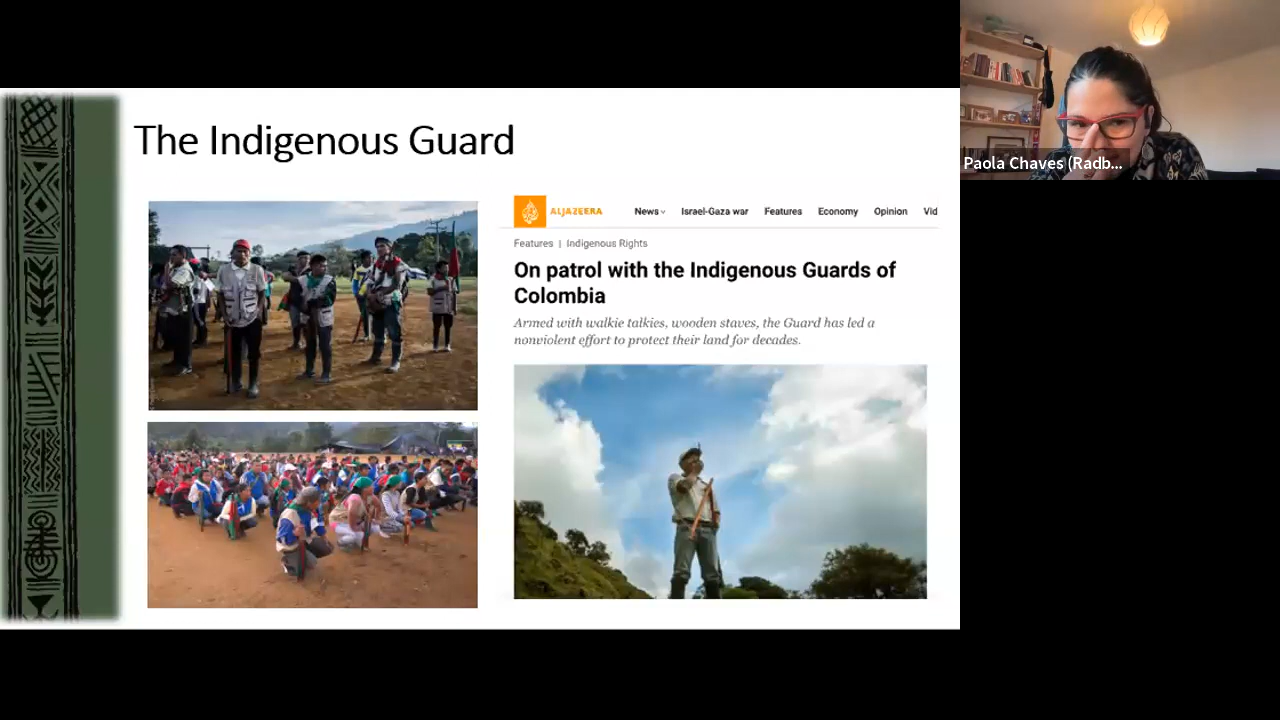 The Indigenous Guard
ALJAZEERA
News
Israel-Gaza war
Features
Economy
Opinion
Vid
Features | Indigenous Rights
On patrol with the Indigenous Guards of
Colombia
Armed with walkie talkies, wooden staves, the Guard has led a
nonviolent effort to protect their land for decades.
Paola Chaves (Radb...